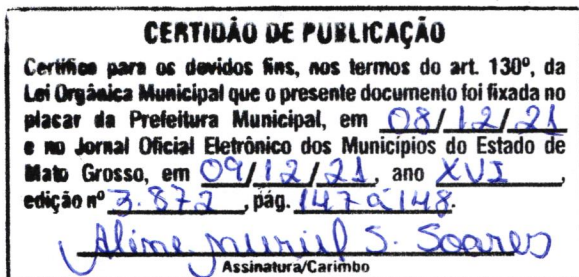 CERTIDÃO DE PUBLICAÇÃO
Certifico para os devidos fins, nos termos do art. 130º, da
Lei Orgânica Municipal que o presente documento foi fixada no
placar da Prefeitura Municipal, em 08/12/21
e no Jornal Oficial Eletrônico dos Municípios do Estado de
Mato Grosso, em 09/12/21, ano XVI,
edição nº 3.872, pág. 147 à 148.
Aline Muriel S. Soares
Assinatura/Carimbo